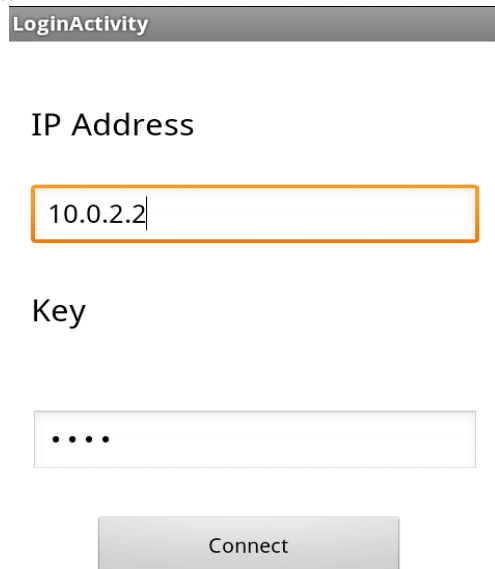 LoginActivity
IP Address
10.0.2.2
Key
••••
Connect